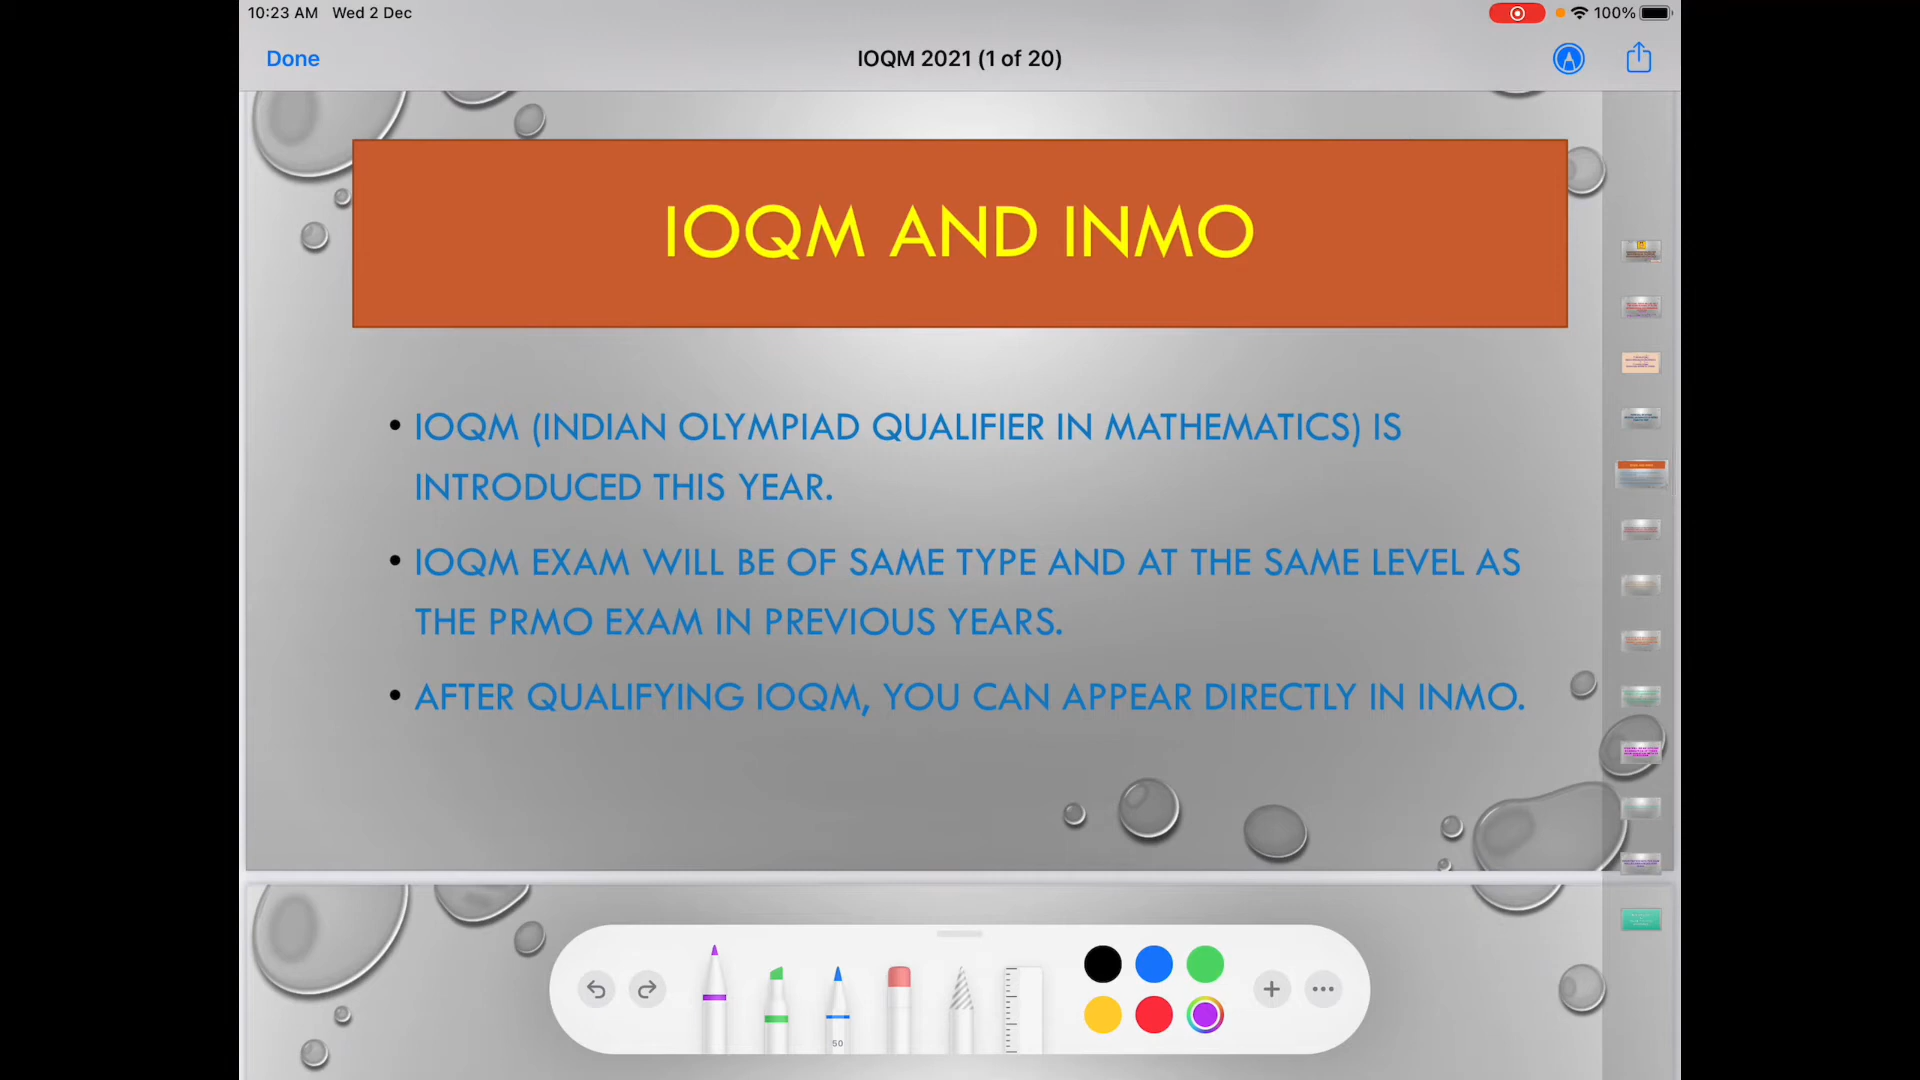 10:23 AM Wed 2 Dec
100%
Done
IOQM 2021 (1 of 20)
IOQM AND INMO
• IOQM (INDIAN OLYMPIAD QUALIFIER IN MATHEMATICS) IS
INTRODUCED THIS YEAR.
• IOQM EXAM WILL BE OF SAME TYPE AND AT THE SAME LEVEL AS
THE PRMO EXAM IN PREVIOUS YEARS.
• AFTER QUALIFYING IOQM, YOU CAN APPEAR DIRECTLY IN INMO.
50